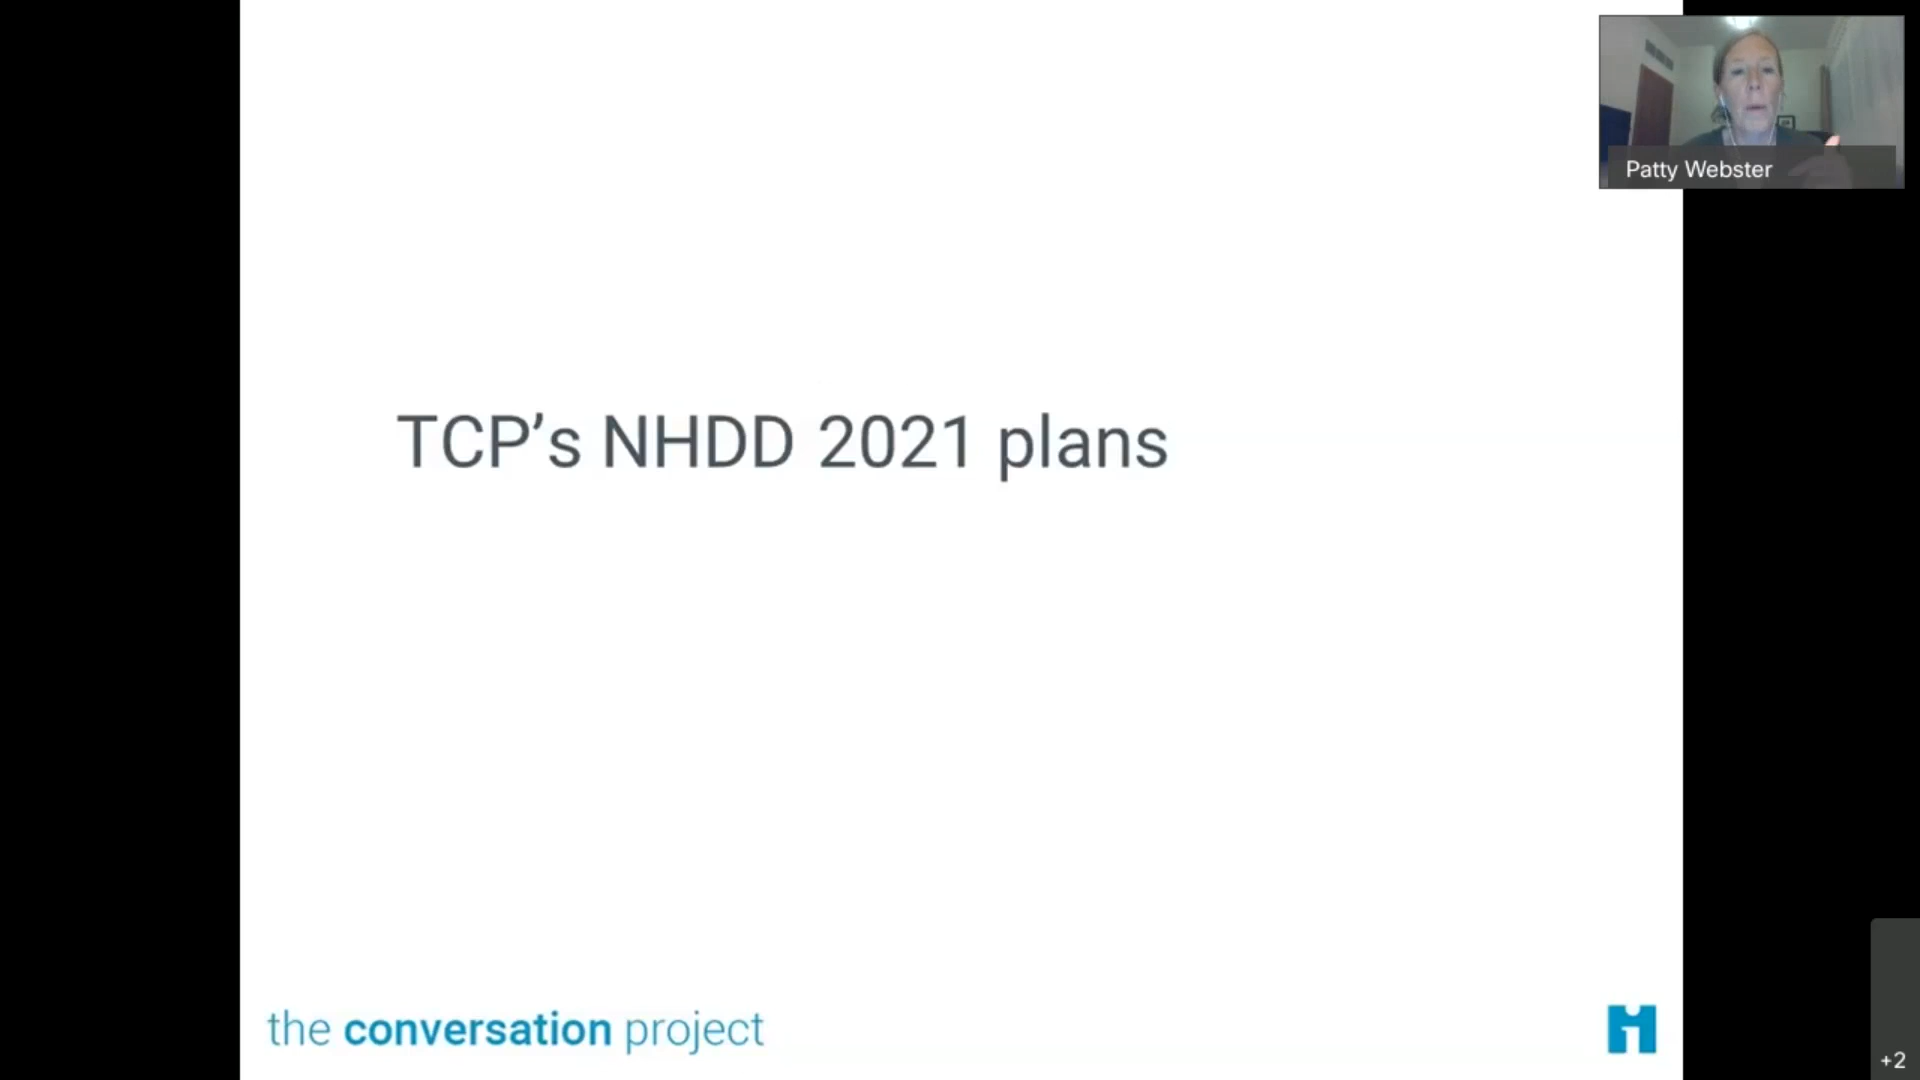 Patty Webster
TCP’s NHDD 2021 plans
the conversation project
+2